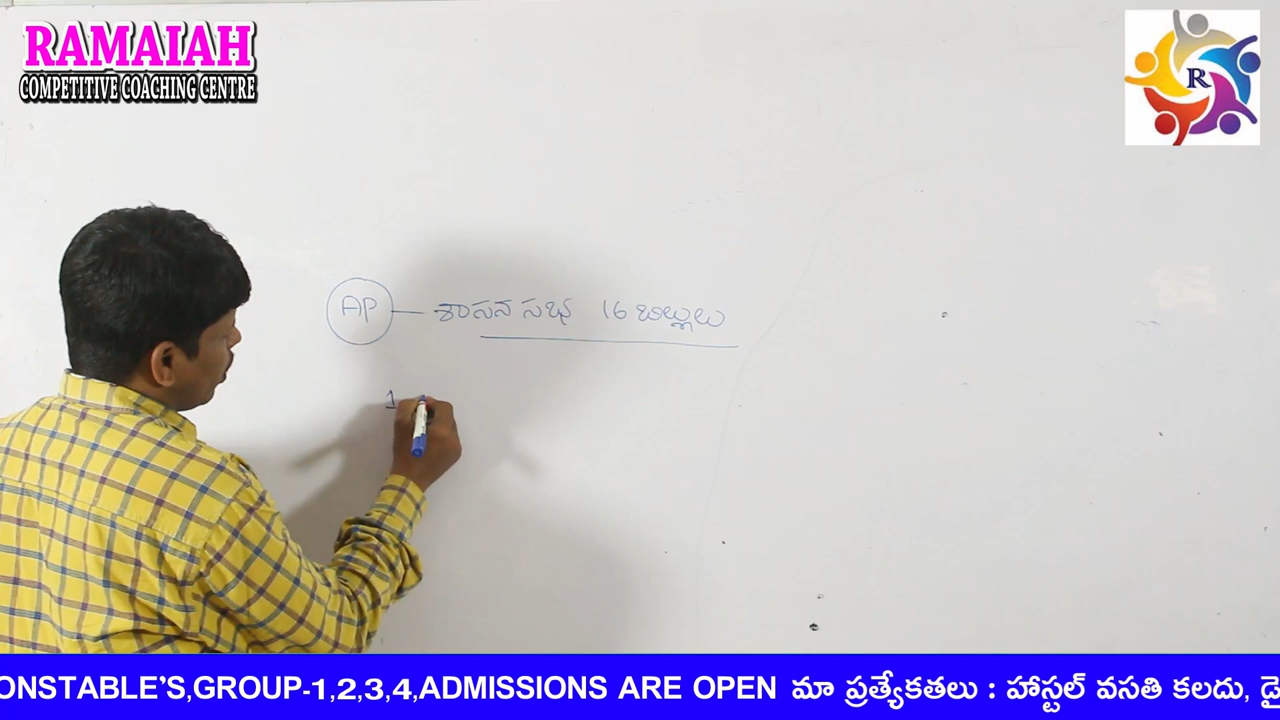 RAMAIAH
COMPETITIVE COACHING CENTRE
R
AP — శాసన సభ 16 బిల్లులు
1
ONSTABLE'S,GROUP-1,2,3,4,ADMISSIONS ARE OPEN మా ప్రత్యేకతలు : హాస్టల్ వసతి కలదు, డై